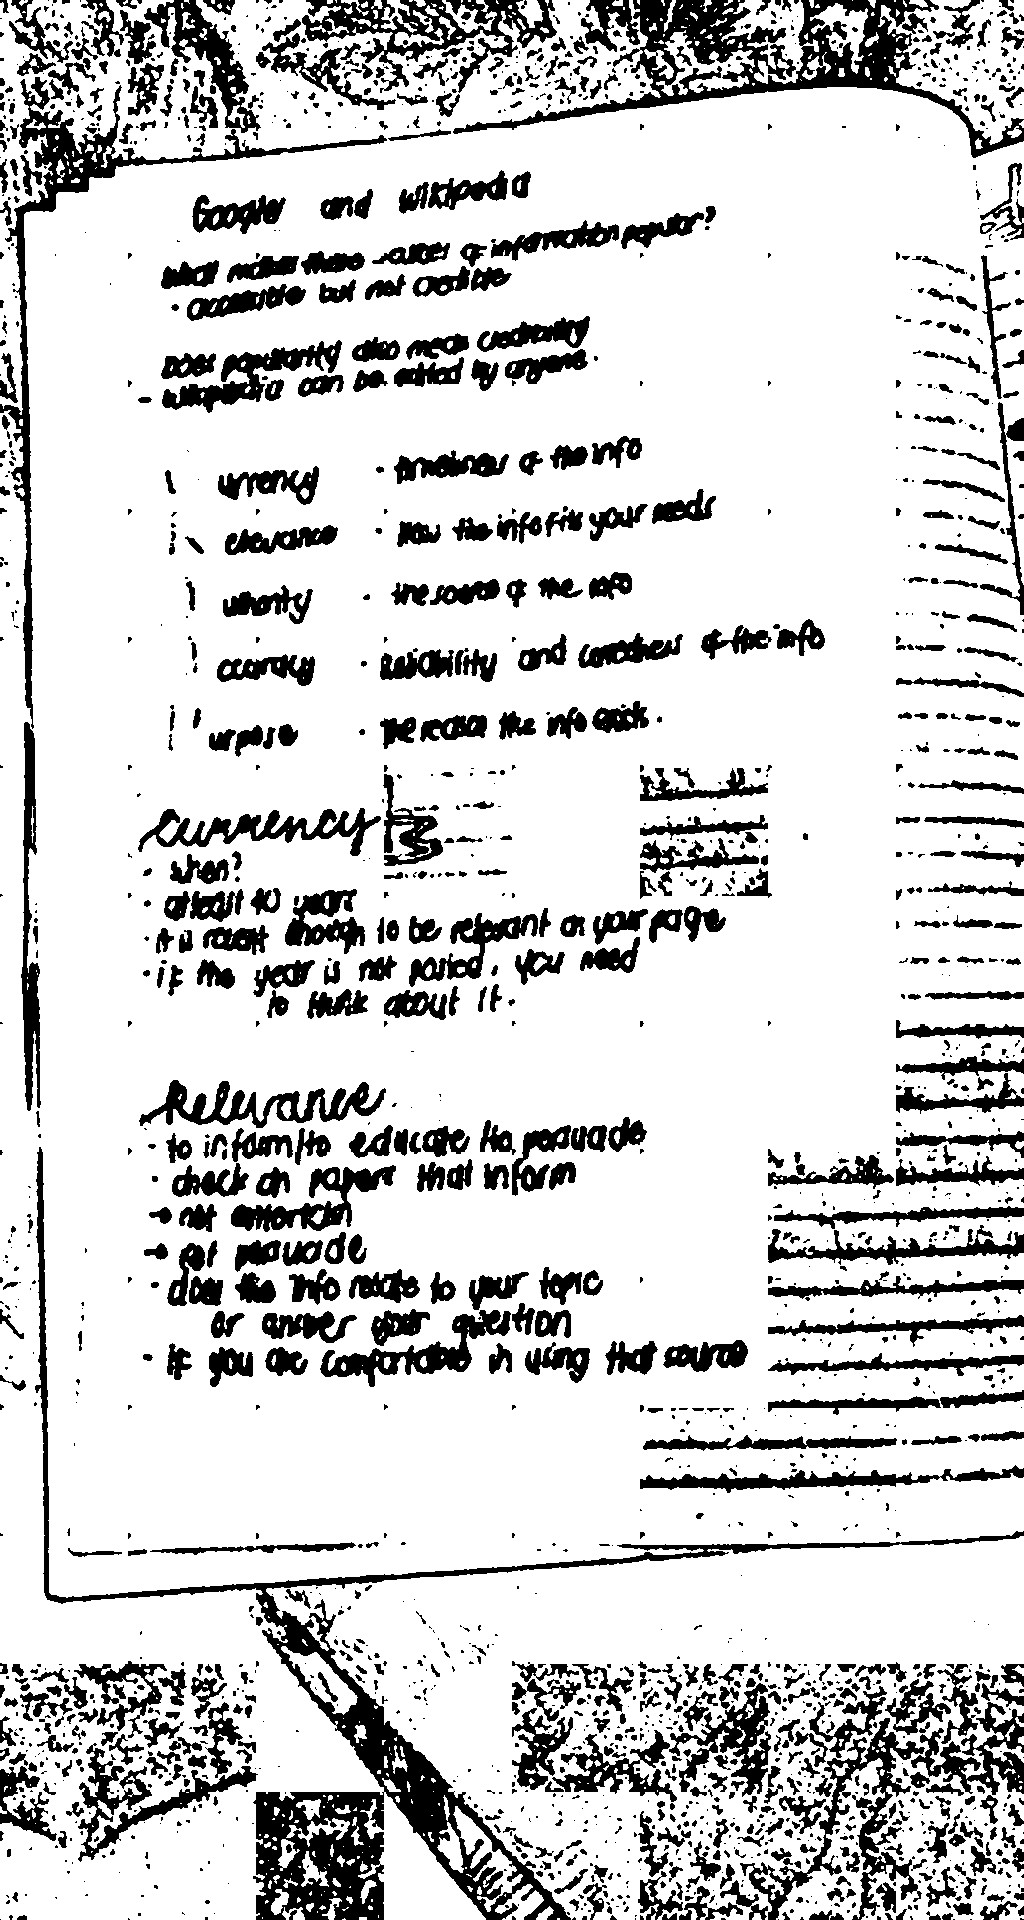 Google and Wikipedia
What makes these sources of information popular?
· accessible but not credible
Does popularity also mean credibility
- Wikipedia can be edited by anyone.
urrency · timeliness of the info
elevance · How the info fits your needs
uthority · the source of the info
ccuracy · Reliability and correctness of the info
urpose · The reason the info exists.
Currency
· when?
· atleast 10 years
· it is recent enough to be relevant on your page
· if the year is not posted, you need
to think about it.
Relevance
· to inform/to educate/to persuade
· check on papers that inform
→ not entertain
→ not persuade
· does the info relate to your topic
or answer your question
· if you are comfortable in using that source